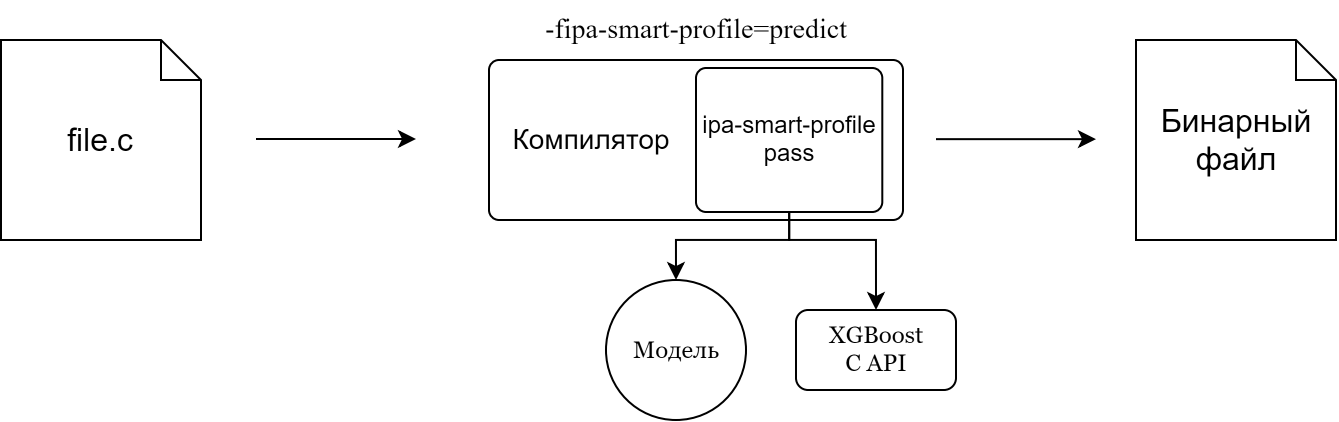 -fipa-smart-profile=predict
file.c
Компилятор
ipa-smart-profile
pass
Бинарный
файл
Модель
XGBoost
C API